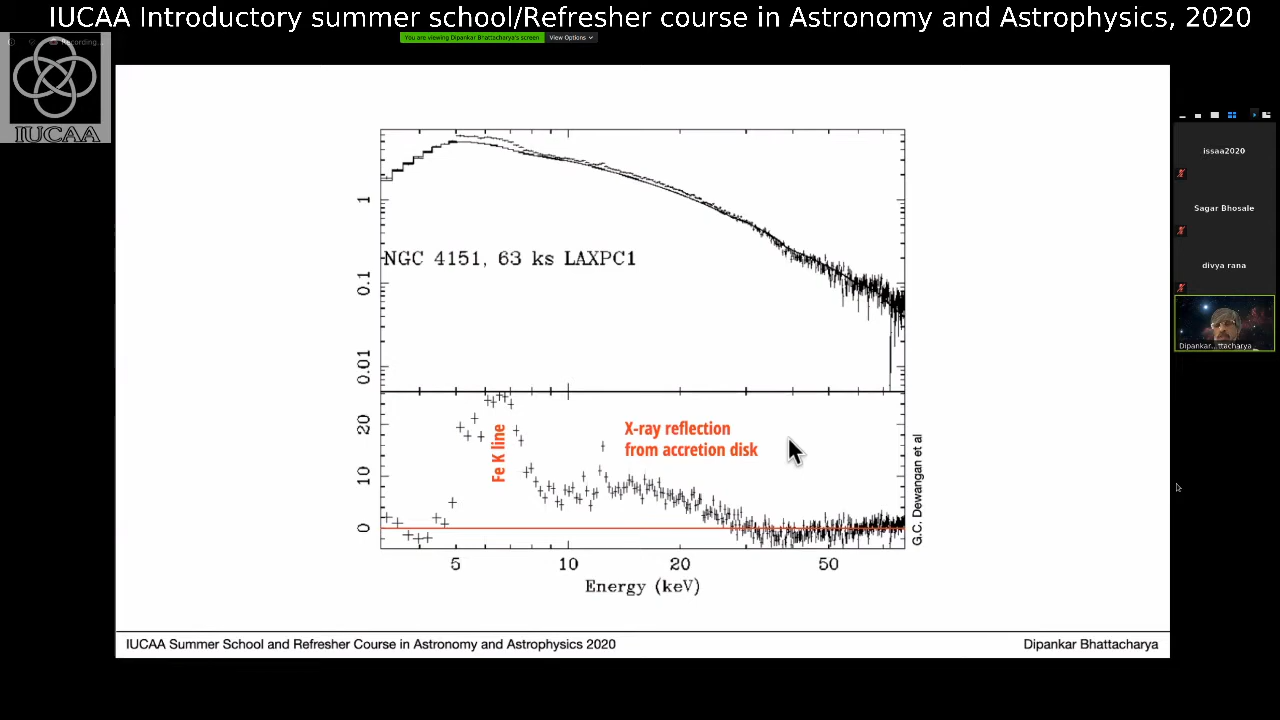 IUCAA Introductory summer school/Refresher course in Astronomy and Astrophysics, 2020
You are viewing Dipankar Bhattacharya's screen
View Options
Recording...
IUCAA
issaa2020
Sagar Bhosale
divya rana
Dipankar...ttacharya
1
0.1
0.01
NGC 4151, 63 ks LAXPC1
20
10
0
Fe K line
X-ray reflection
from accretion disk
G.C. Dewangan et al
5 10 20 50
Energy (keV)
IUCAA Summer School and Refresher Course in Astronomy and Astrophysics 2020
Dipankar Bhattacharya